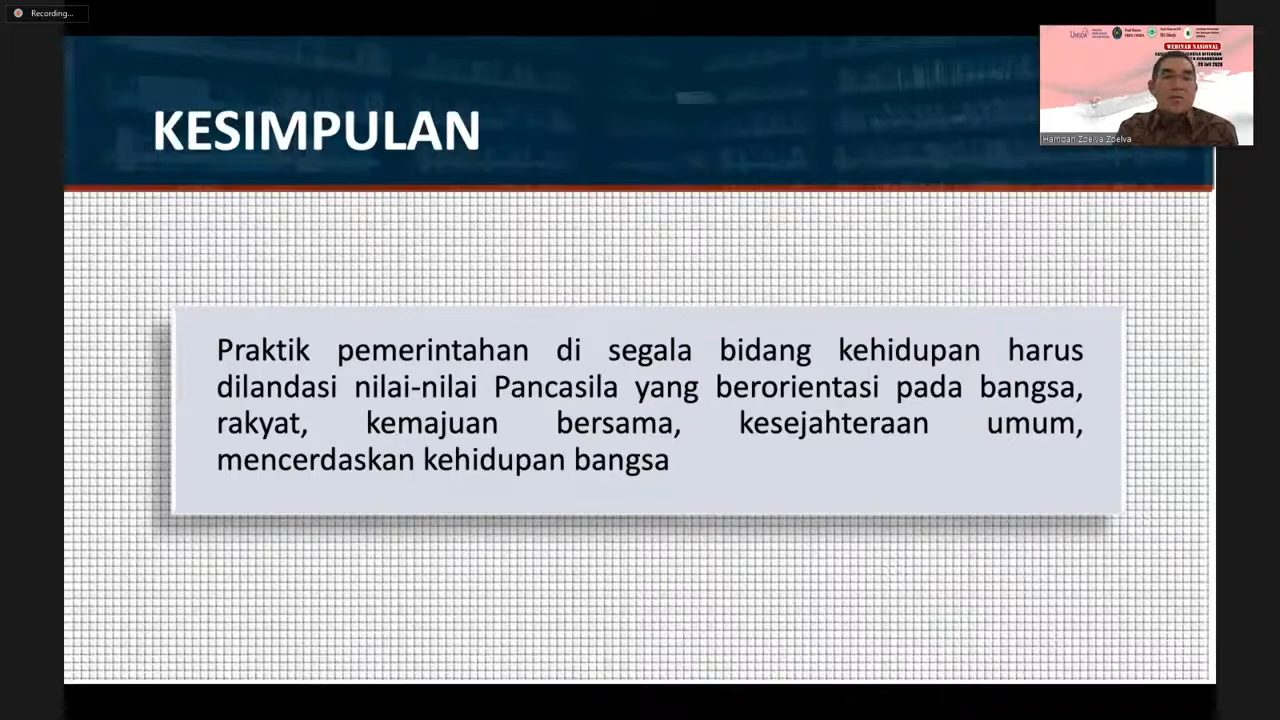 Recording...
KESIMPULAN
WEBINAR NASIONAL
Hamdan Zoelva Zoelva
Praktik pemerintahan di segala bidang kehidupan harus
dilandasi nilai-nilai Pancasila yang berorientasi pada bangsa,
rakyat, kemajuan bersama, kesejahteraan umum,
mencerdaskan kehidupan bangsa